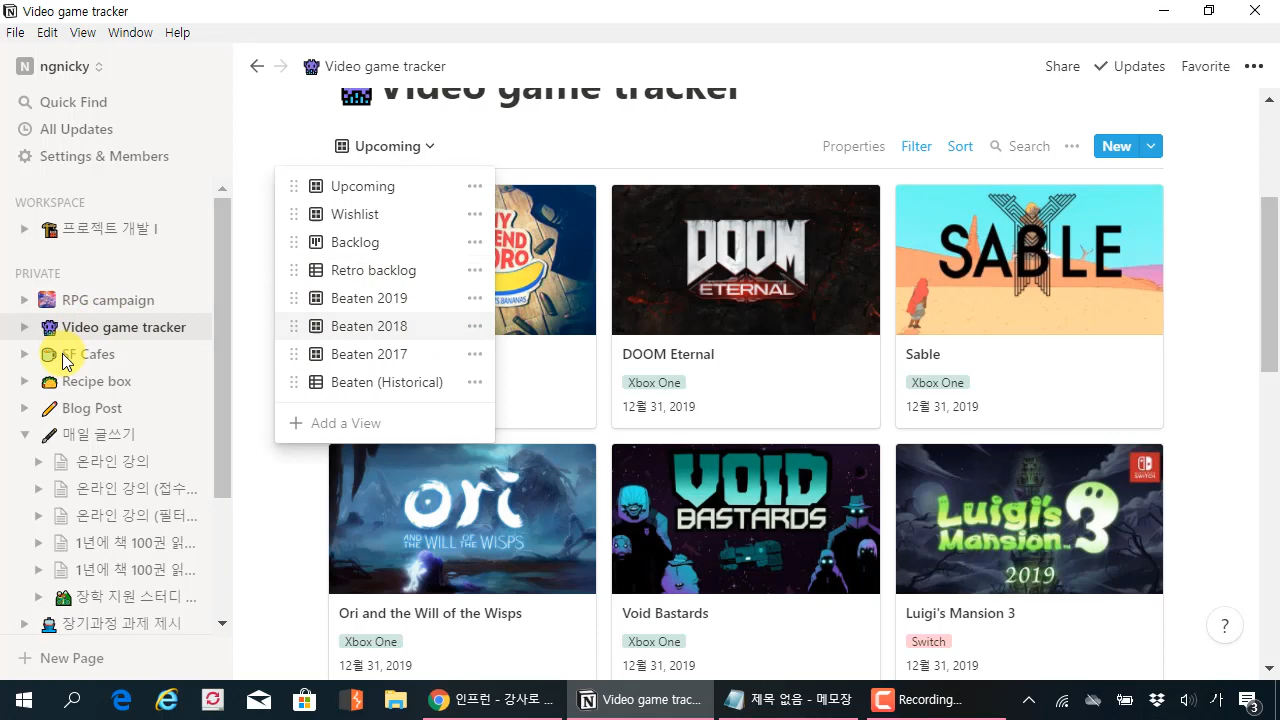 Video game tracker
File Edit View Window Help
N ngnicky
Quick Find
All Updates
Settings & Members
WORKSPACE
프로젝트 개발 I
PRIVATE
RPG campaign
Video game tracker
SF Cafes
Recipe box
Blog Post
매일 글쓰기
온라인 강의
온라인 강의 (접수...
온라인 강의 (필터...
1년에 책 100권 읽...
1년에 책 100권 읽...
장학 지원 스터디 ...
장기과정 과제 제시
New Page
Video game tracker
Share Updates Favorite
Video game tracker
Upcoming
Properties Filter Sort Search New
Upcoming
Wishlist
Backlog
Retro backlog
Beaten 2019
Beaten 2018
Beaten 2017
Beaten (Historical)
Add a View
DOOM
ETERNAL
DOOM Eternal
Xbox One
12월 31, 2019
SABLE
Sable
Xbox One
12월 31, 2019
ori
AND THE WILL OF THE WISPS
Ori and the Will of the Wisps
Xbox One
12월 31, 2019
VOID
BASTARDS
Void Bastards
Xbox One
12월 31, 2019
SWITCH
Luigi's
Mansion 3
2019
Luigi's Mansion 3
Switch
12월 31, 2019
?
인프런 - 강사로 ...
Video game trac...
제목 없음 - 메모장
Recording...
가
3